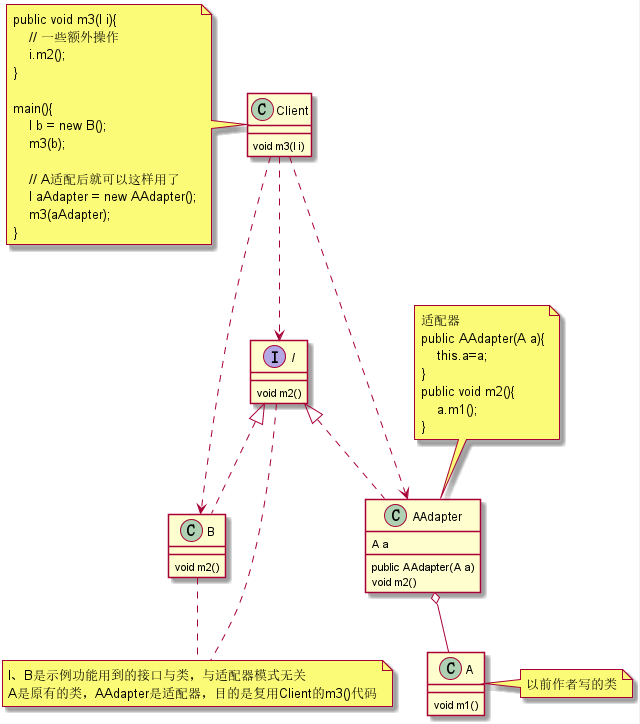 public void m3(I i){
// 一些额外操作
i.m2();
}
main(){
I b = new B();
m3(b);
// A适配后就可以这样用了
I aAdapter = new AAdapter();
m3(aAdapter);
}
C Client
void m3(I i)
I I
void m2()
适配器
public AAdapter(A a){
this.a=a;
}
public void m2(){
a.m1();
}
C B
void m2()
C AAdapter
A a
public AAdapter(A a)
void m2()
I、B是示例功能用到的接口与类，与适配器模式无关
A是原有的类，AAdapter是适配器，目的是复用Client的m3()代码
C A
void m1()
以前作者写的类